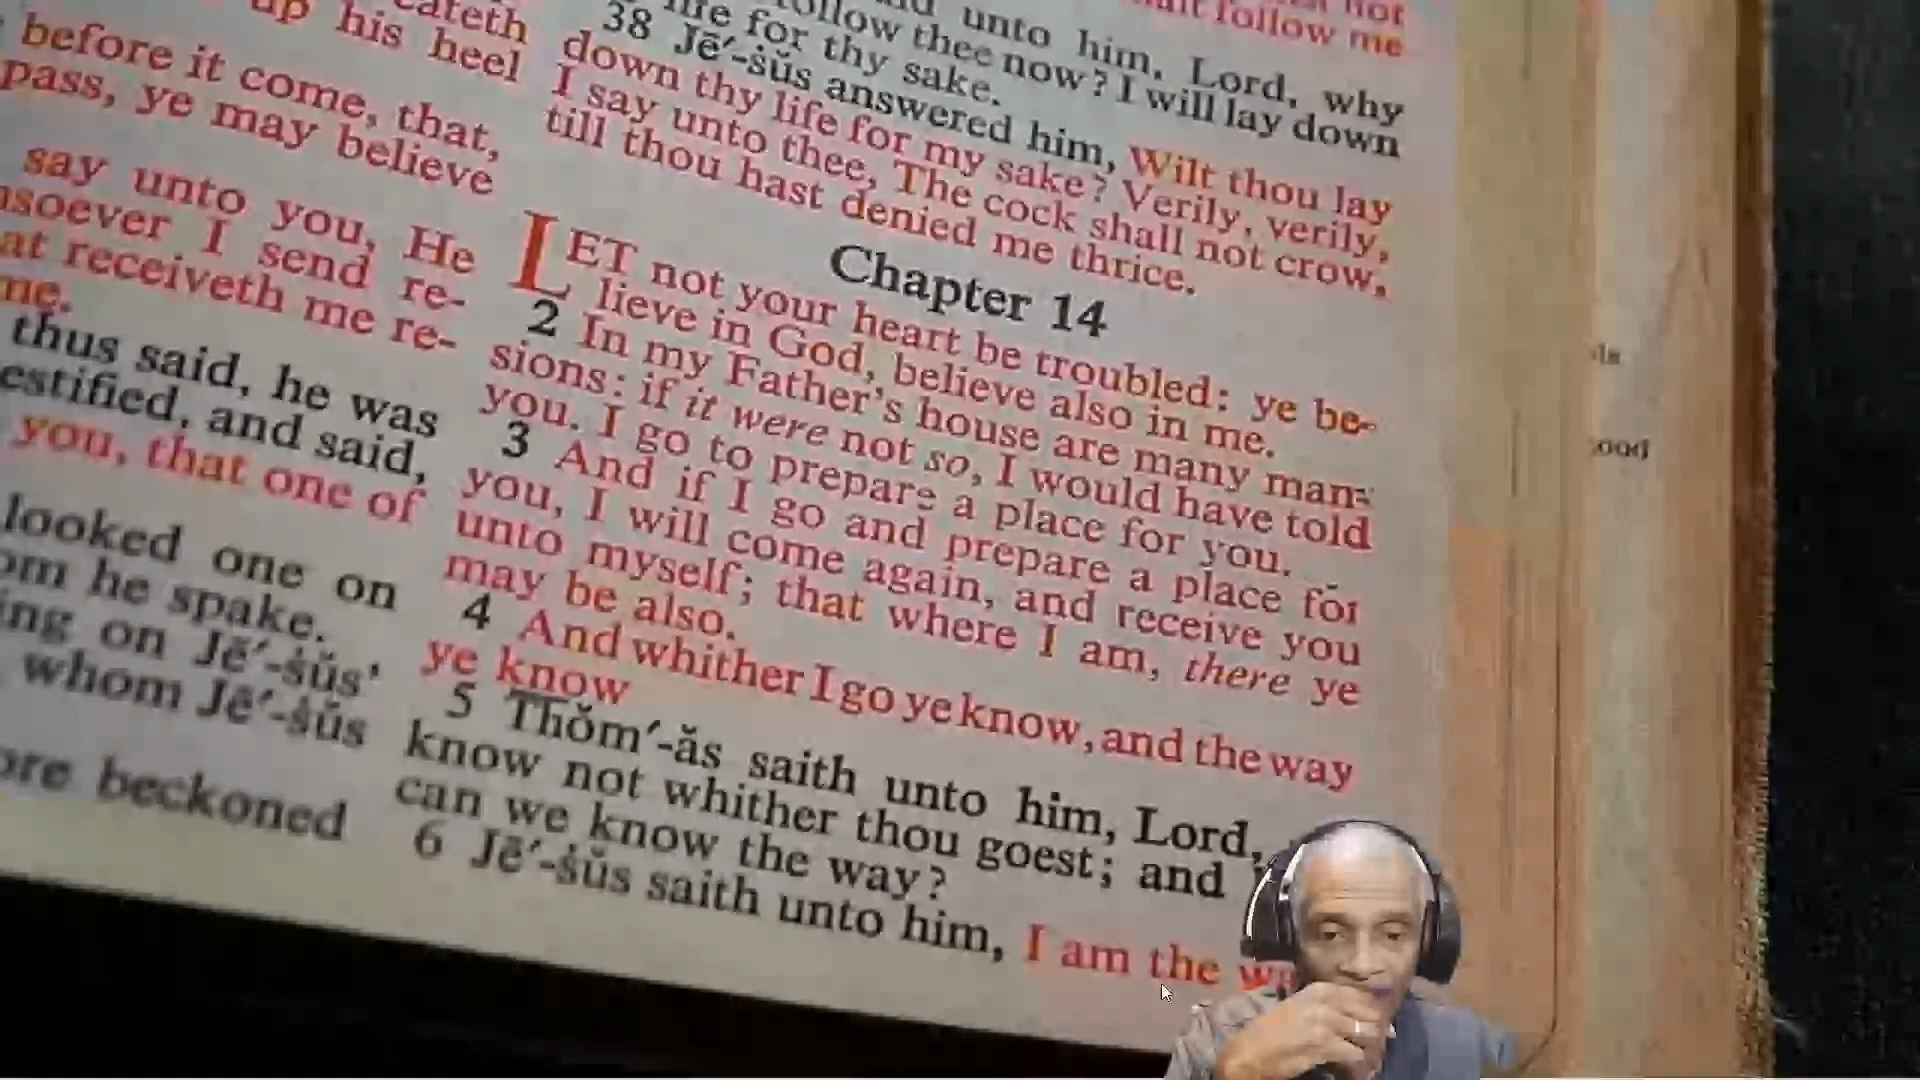 eateth
up his heel
before it come, that,
pass, ye may believe
say unto you, He
I send re-
at receiveth me re-
me.
thus said, he was
and said,
you, that one of
looked one on
he spake.
on Jē′-ṡŭs'
whom Jē′-ṡŭs
beckoned
follow me
unto him, Lord, why
follow thee now? I will lay down
life for thy sake.
38 Jē′-ṡŭs answered him, Wilt thou lay
down thy life for my sake? Verily, verily,
I say unto thee, The cock shall not crow,
till thou hast denied me thrice.
Chapter 14
LET not your heart be troubled: ye be-
lieve in God, believe also in me.
2 In my Father's house are many man-
sions: if it were not so, I would have told
you. I go to prepare a place for you.
3 And if I go and prepare a place for
you, I will come again, and receive you
unto myself; that where I am, there ye
may be also.
4 And whither I go ye know, and the way
ye know
5 Thŏm′-ăs saith unto him, Lord,
know not whither thou goest; and
can we know the way?
6 Jē′-ṡŭs saith unto him, I am the